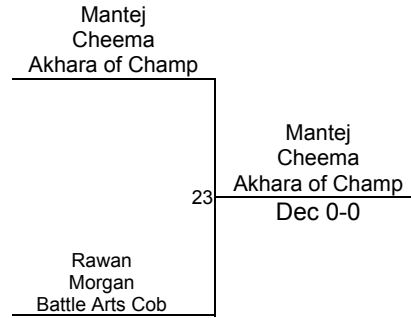 Mantej
Cheema
Akhara of Champ
Mantej
Cheema
Akhara of Champ
23
Dec 0-0
Rawan
Morgan
Battle Arts Cob